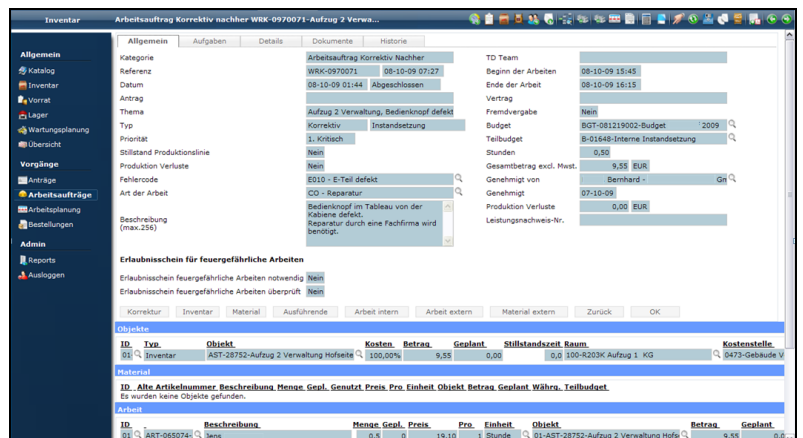 Inventar
Arbeitsauftrag Korrektiv nachher WRK-0970071-Aufzug 2 Verwa...
Allgemein
Katalog
Inventar
Vorrat
Lager
Wartungsplanung
Übersicht
Vorgänge
Anträge
Arbeitsaufträge
Arbeitsplanung
Bestellungen
Admin
Reports
Ausloggen
Allgemein Aufgaben Details Dokumente Historie
Kategorie Arbeitsauftrag Korrektiv Nachher TD Team
Referenz WRK-0970071 08-10-09 07:27 Beginn der Arbeiten 08-10-09 15:45
Datum 08-10-09 01:44 Abgeschlossen Ende der Arbeit 08-10-09 16:15
Antrag Vertrag
Thema Aufzug 2 Verwaltung, Bedienknopf defekt Fremdvergabe Nein
Typ Korrektiv Instandsetzung Budget BGT-081219002-Budget 2009
Priorität 1. Kritisch Teilbudget B-01648-Interne Instandsetzung
Stillstand Produktionslinie Nein Stunden 0,50
Produktion Verluste Nein Gesamtbetrag excl. Mwst. 9,55 EUR
Fehlercode E010 - E-Teil defekt Genehmigt von Bernhard - Gr
Art der Arbeit CO - Reparatur Genehmigt 07-10-09
Beschreibung
(max.256)
Bedienknopf im Tableau von der
Kabiene defekt.
Reparatur durch eine Fachfirma wird
benötigt.
Produktion Verluste 0,00 EUR
Leistungsnachweis-Nr.
Erlaubnisschein für feuergefährliche Arbeiten
Erlaubnisschein feuergefährliche Arbeiten notwendig Nein
Erlaubnisschein feuergefährliche Arbeiten überprüft Nein
Korrektur Inventar Material Ausführende Arbeit intern Arbeit extern Material extern Zurück OK
Objekte
ID Typ Objekt Kosten Betrag Geplant Stillstandszeit Raum Kostenstelle
01 Inventar AST-28752-Aufzug 2 Verwaltung Hofseite 100,00% 9,55 0,00 0,0 100-R203K Aufzug 1 KG 0473-Gebäude V
Material
ID Alte Artikelnummer Beschreibung Menge Gepl. Genutzt Preis Pro Einheit Objekt Betrag Geplant Währg. Teilbudget
Es wurden keine Objekte gefunden.
Arbeit
ID Beschreibung Menge Gepl. Preis Pro Einheit Objekt Betrag Geplant
01 ART-065074- Jens 0,5 0 19,10 1 Stunde 01-AST-28752-Aufzug 2 Verwaltung Hofs 9,55 0,0